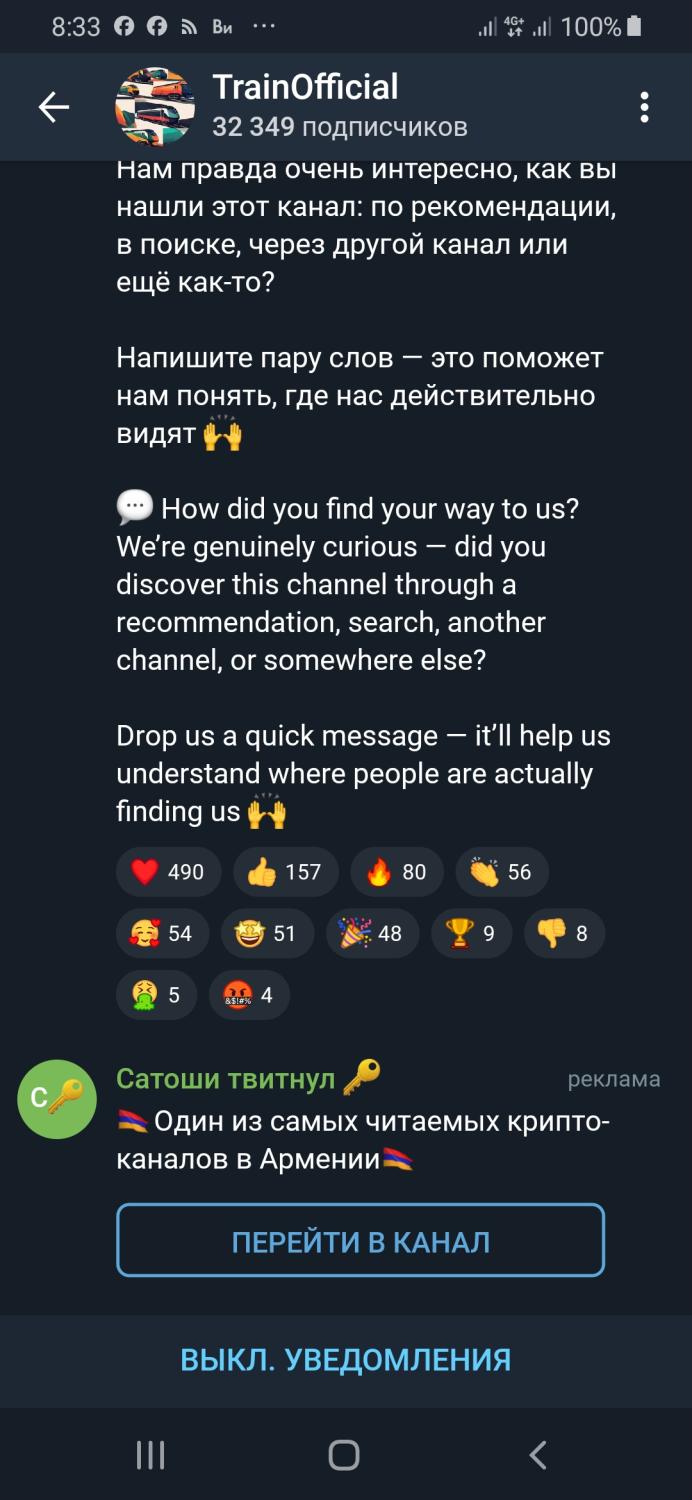 8:33 Ви ... 4G+ 100%
TrainOfficial
32 349 подписчиков
Нам правда очень интересно, как вы
нашли этот канал: по рекомендации,
в поиске, через другой канал или
ещё как-то?
Напишите пару слов — это поможет
нам понять, где нас действительно
видят 🙌
💬 How did you find your way to us?
We’re genuinely curious — did you
discover this channel through a
recommendation, search, another
channel, or somewhere else?
Drop us a quick message — it’ll help us
understand where people are actually
finding us 🙌
❤️ 490 👍 157 🔥 80 👏 56
🥰 54 🤩 51 🎉 48 🏆 9 👎 8
🤮 5 🤬 4
С🔑 Сатоши твитнул 🔑 реклама
🇦🇲Один из самых читаемых крипто-
каналов в Армении🇦🇲
ПЕРЕЙТИ В КАНАЛ
ВЫКЛ. УВЕДОМЛЕНИЯ